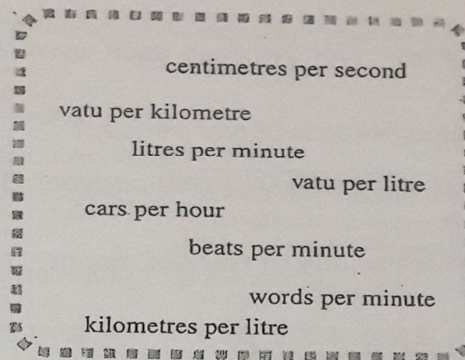 centimetres per second
vatu per kilometre
litres per minute
vatu per litre
cars per hour
beats per minute
words per minute
kilometres per litre